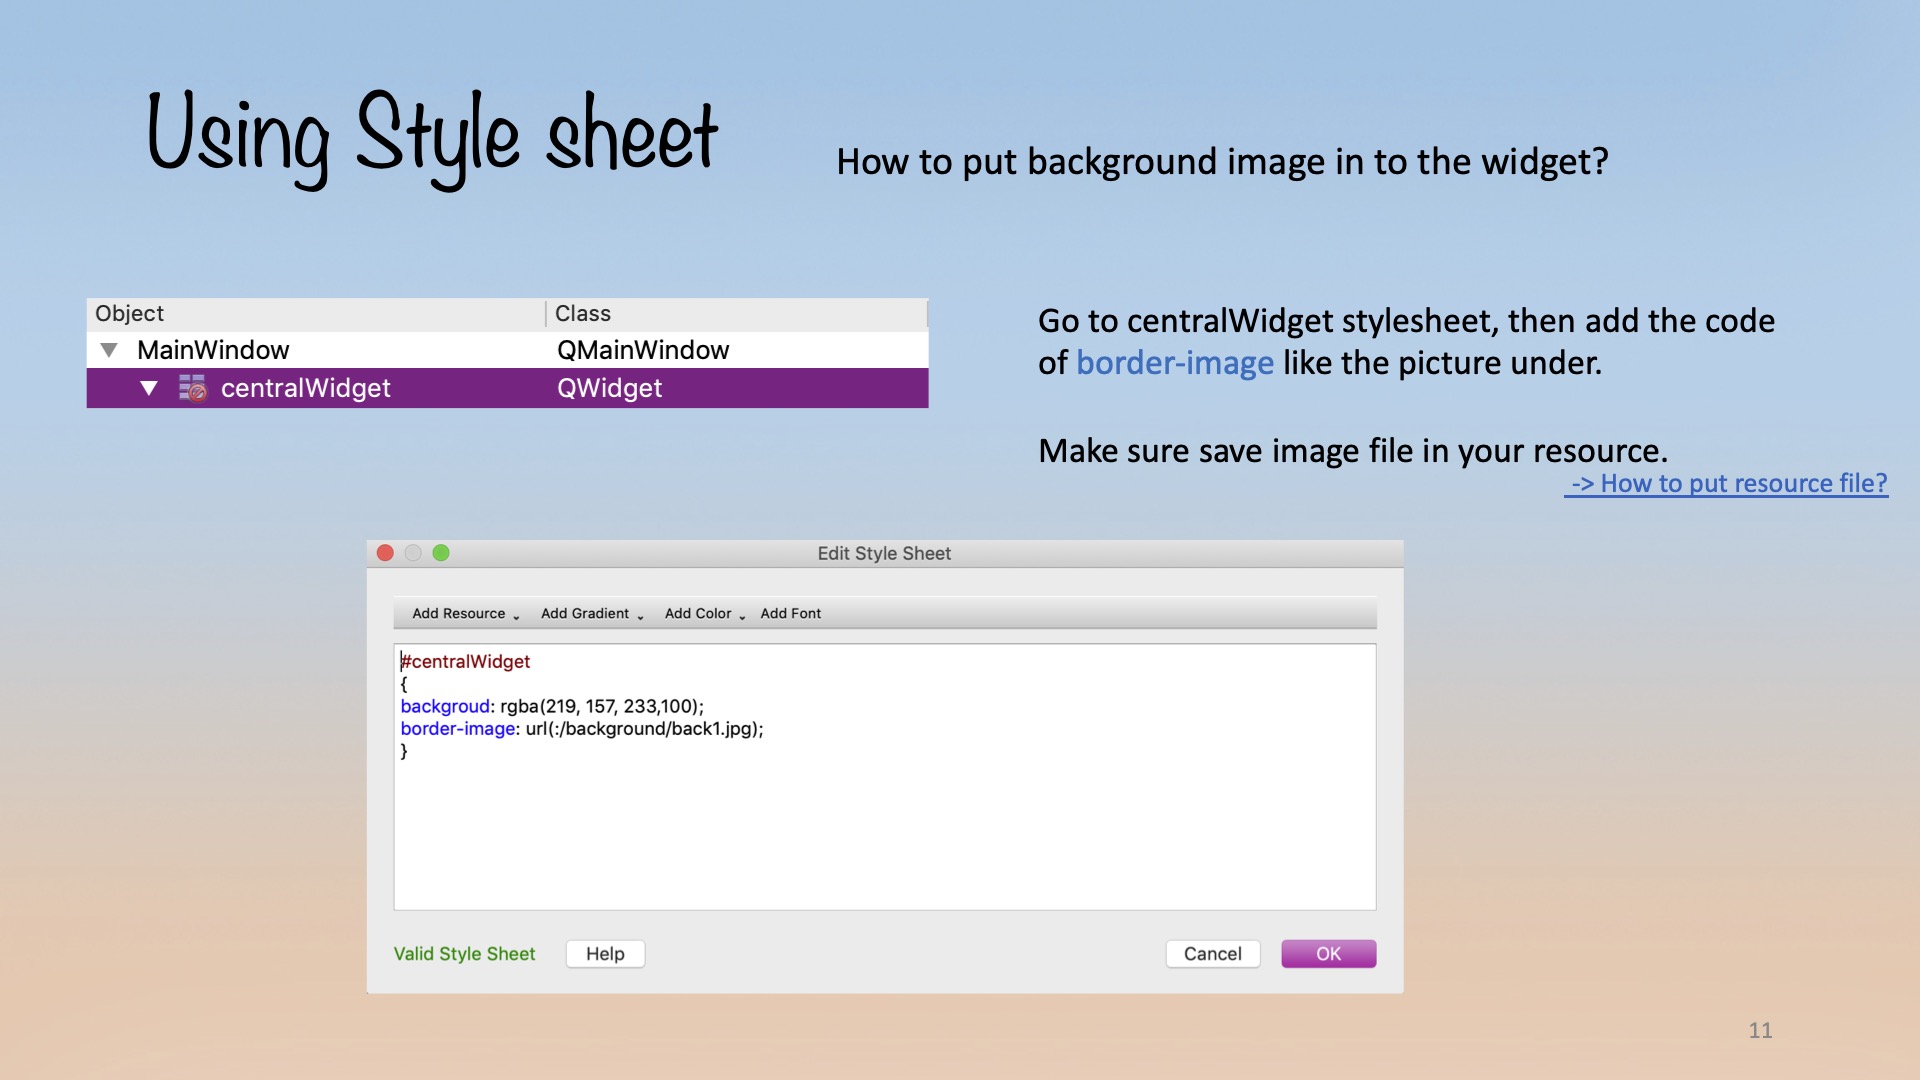 Using Style sheet
How to put background image in to the widget?
Object Class
MainWindow QMainWindow
centralWidget QWidget
Go to centralWidget stylesheet, then add the code
of border-image like the picture under.
Make sure save image file in your resource.
-> How to put resource file?
Edit Style Sheet
Add Resource Add Gradient Add Color Add Font
#centralWidget
{
backgroud: rgba(219, 157, 233,100);
border-image: url(:/background/back1.jpg);
}
Valid Style Sheet Help Cancel OK
11